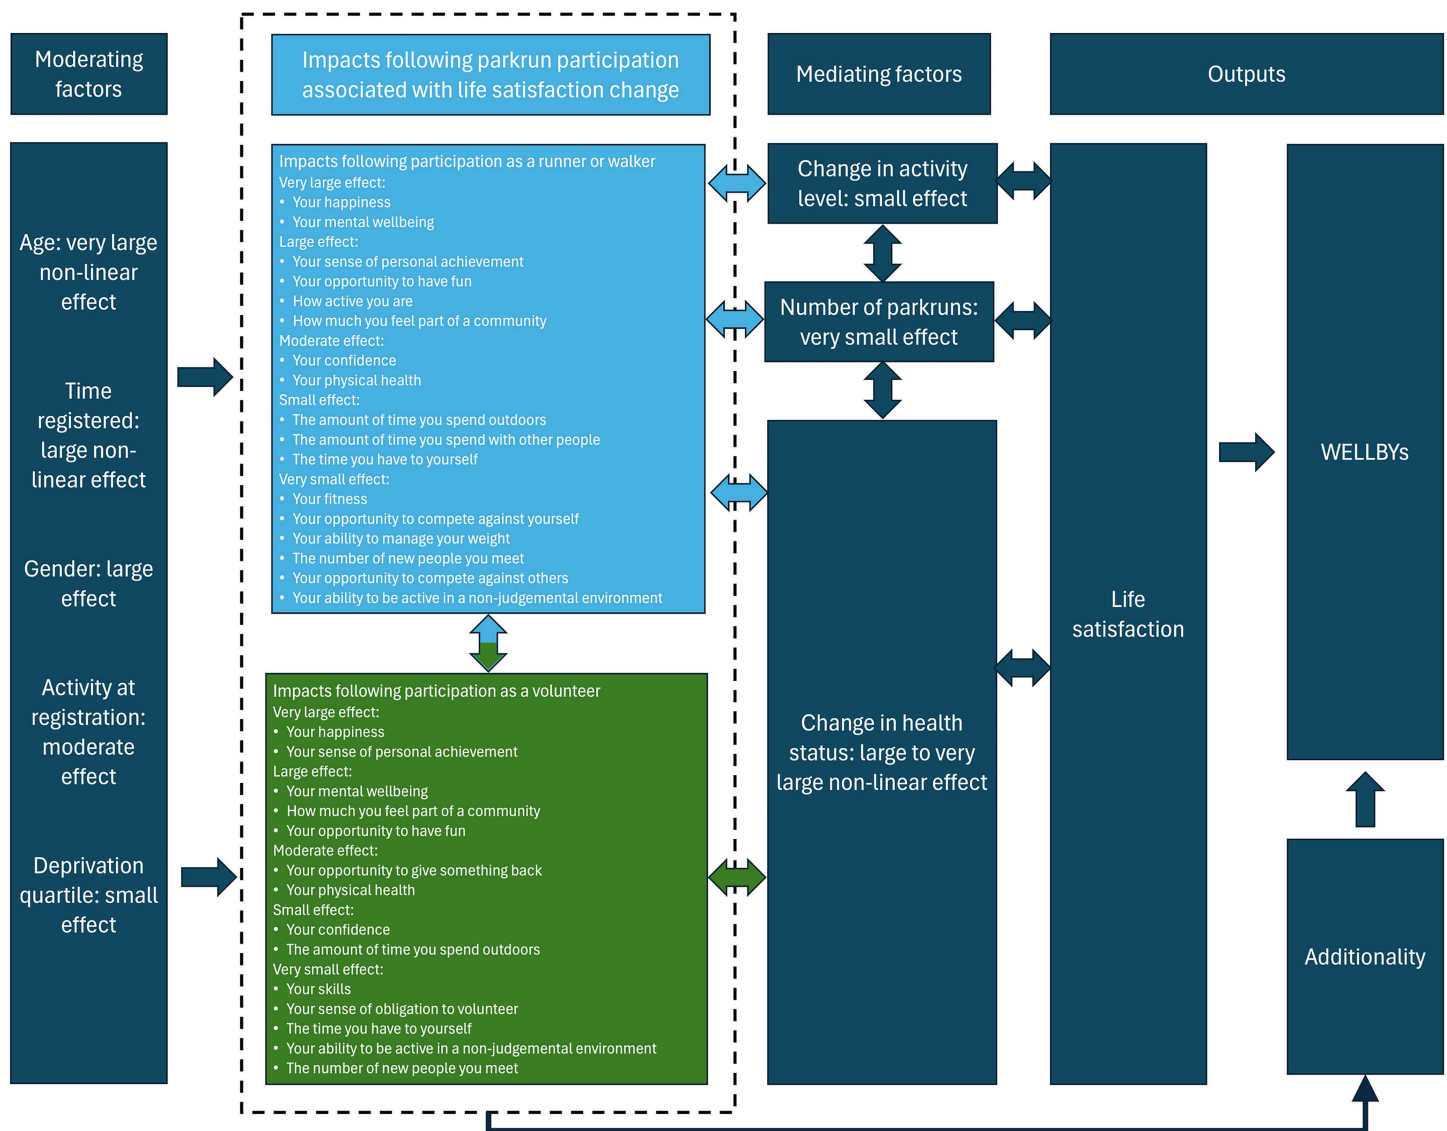 Moderating
factors
Impacts following parkrun participation
associated with life satisfaction change
Mediating factors
Outputs
Age: very large
non-linear
effect
Time
registered:
large non-
linear effect
Gender: large
effect
Activity at
registration:
moderate
effect
Deprivation
quartile: small
effect
Impacts following participation as a runner or walker
Very large effect:
• Your happiness
• Your mental wellbeing
Large effect:
• Your sense of personal achievement
• Your opportunity to have fun
• How active you are
• How much you feel part of a community
Moderate effect:
• Your confidence
• Your physical health
Small effect:
• The amount of time you spend outdoors
• The amount of time you spend with other people
• The time you have to yourself
Very small effect:
• Your fitness
• Your opportunity to compete against yourself
• Your ability to manage your weight
• The number of new people you meet
• Your opportunity to compete against others
• Your ability to be active in a non-judgemental environment
Impacts following participation as a volunteer
Very large effect:
• Your happiness
• Your sense of personal achievement
Large effect:
• Your mental wellbeing
• How much you feel part of a community
• Your opportunity to have fun
Moderate effect:
• Your opportunity to give something back
• Your physical health
Small effect:
• Your confidence
• The amount of time you spend outdoors
Very small effect:
• Your skills
• Your sense of obligation to volunteer
• The time you have to yourself
• Your ability to be active in a non-judgemental environment
• The number of new people you meet
Change in activity
level: small effect
Number of parkruns:
very small effect
Change in health
status: large to very
large non-linear effect
Life
satisfaction
WELLBYs
Additionality